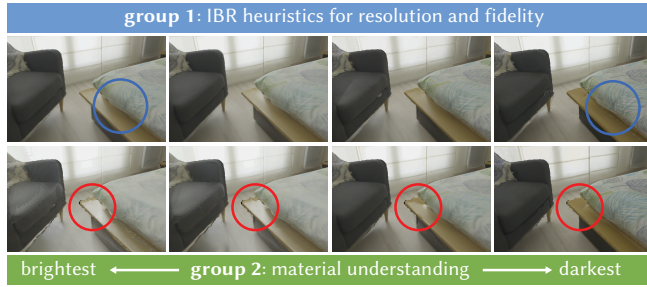 group 1: IBR heuristics for resolution and fidelity
brightest ← group 2: material understanding → darkest